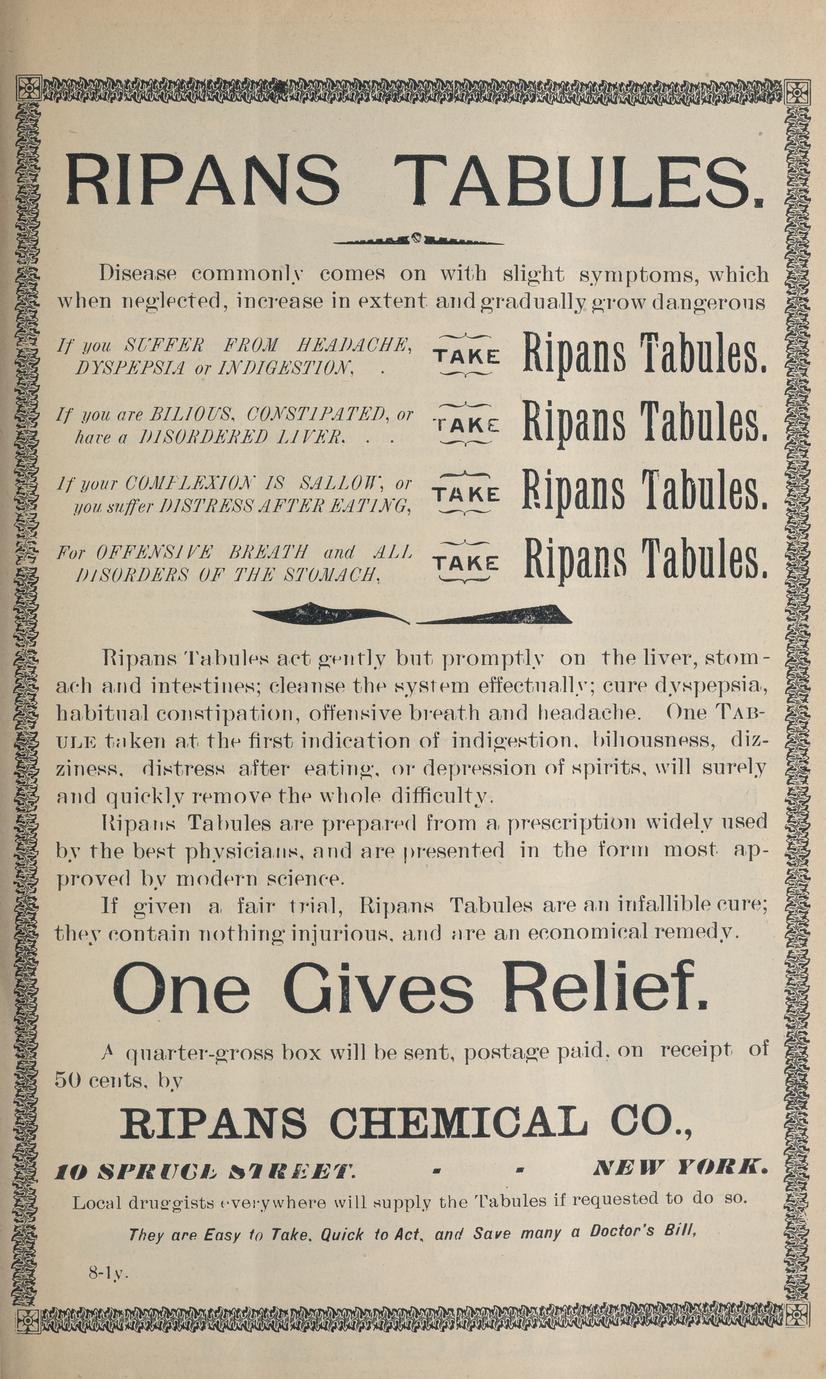 RIPANS TABULES.
Disease commonly comes on with slight symptoms, which
when neglected, increase in extent and gradually grow dangerous
If you SUFFER FROM HEADACHE,
DYSPEPSIA or INDIGESTION, .
TAKE Ripans Tabules.
If you are BILIOUS, CONSTIPATED, or
have a DISORDERED LIVER. . .
TAKE Ripans Tabules.
If your COMPLEXION IS SALLOW, or
you suffer DISTRESS AFTER EATING,
TAKE Ripans Tabules.
For OFFENSIVE BREATH and ALL
DISORDERS OF THE STOMACH,
TAKE Ripans Tabules.
Ripans Tabules act gently but promptly on the liver, stom-
ach and intestines; cleanse the system effectually; cure dyspepsia,
habitual constipation, offensive breath and headache. One TAB-
ULE taken at the first indication of indigestion, biliousness, diz-
ziness, distress after eating, or depression of spirits, will surely
and quickly remove the whole difficulty.
Ripans Tabules are prepared from a prescription widely used
by the best physicians, and are presented in the form most ap-
proved by modern science.
If given a fair trial, Ripans Tabules are an infallible cure;
they contain nothing injurious, and are an economical remedy.
One Gives Relief.
A quarter-gross box will be sent, postage paid, on receipt of
50 cents, by
RIPANS CHEMICAL CO.,
10 SPRUCE STREET. - - NEW YORK.
Local druggists everywhere will supply the Tabules if requested to do so.
They are Easy to Take, Quick to Act, and Save many a Doctor's Bill,
8-1y.